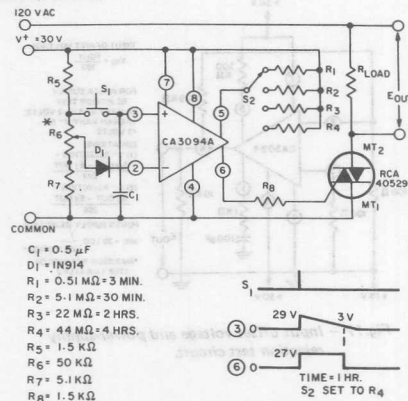 120 VAC
V+ = 30 V
R5
S1
*
R6
D1
R7
C1
COMMON
3
2
7
8
5
4
6
+
−
CA3094A
S2
R1
R2
R3
R4
R8
RLOAD
EOUT
MT2
RCA
40529
MT1
C1 = 0.5 µF
D1 = 1N914
R1 = 0.51 MΩ = 3 MIN.
R2 = 5.1 MΩ = 30 MIN.
R3 = 22 MΩ = 2 HRS.
R4 = 44 MΩ = 4 HRS.
R5 = 1.5 KΩ
R6 = 50 KΩ
R7 = 5.1 KΩ
R8 = 1.5 KΩ
S1
29 V 3 V
3 0
27 V
6 0
TIME = 1 HR.
S2 SET TO R4